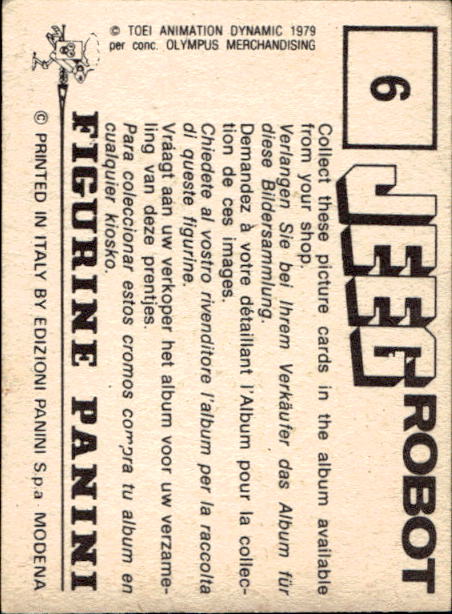 © TOEI ANIMATION DYNAMIC 1979
per conc. OLYMPUS MERCHANDISING
6
JEEG ROBOT
Collect these picture cards in the album available
from your shop.
Verlangen Sie bei Ihrem Verkäufer das Album für
diese Bildersammlung.
Demandez à votre détaillant l'Album pour la collec-
tion de ces images.
Chiedete al vostro rivenditore l'album per la raccolta
di queste figurine.
Vráágt aán uw verkoper het album voor uw verzame-
ling van deze prentjes.
Para coleccionar estos cromos compra tu album en
cualquier kiosko.
FIGURINE PANINI
© PRINTED IN ITALY BY EDIZIONI PANINI S.p.a - MODENA